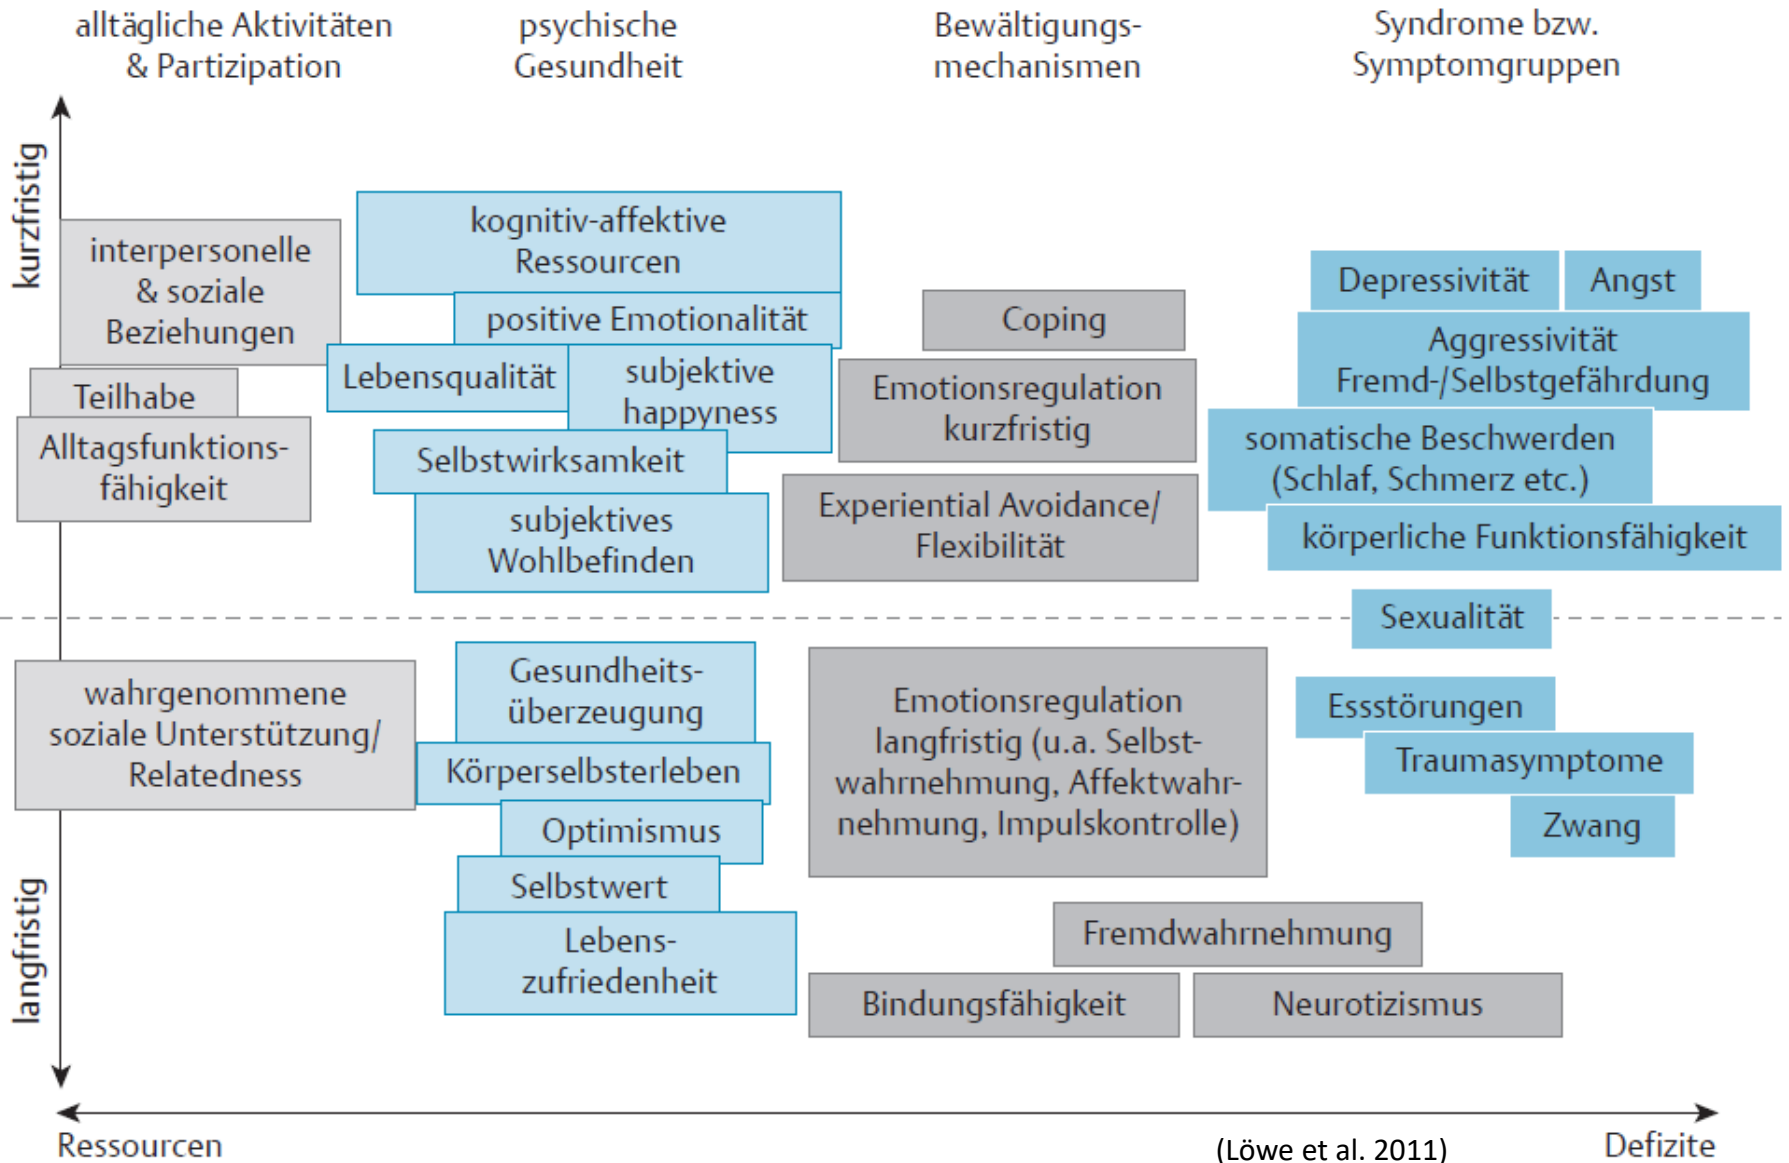 alltägliche Aktivitäten
& Partizipation
psychische
Gesundheit
Bewältigungs-
mechanismen
Syndrome bzw.
Symptomgruppen
kurzfristig
interpersonelle
& soziale
Beziehungen
Teilhabe
Alltagsfunktions-
fähigkeit
kognitiv-affektive
Ressourcen
positive Emotionalität
Lebensqualität
subjektive
happyness
Selbstwirksamkeit
subjektives
Wohlbefinden
Coping
Emotionsregulation
kurzfristig
Experiential Avoidance/
Flexibilität
Depressivität
Angst
Aggressivität
Fremd-/Selbstgefährdung
somatische Beschwerden
(Schlaf, Schmerz etc.)
körperliche Funktionsfähigkeit
Sexualität
langfristig
wahrgenommene
soziale Unterstützung/
Relatedness
Gesundheits-
überzeugung
Körperselbsterleben
Optimismus
Selbstwert
Lebens-
zufriedenheit
Emotionsregulation
langfristig (u.a. Selbst-
wahrnehmung, Affektwahr-
nehmung, Impulskontrolle)
Fremdwahrnehmung
Bindungsfähigkeit
Neurotizismus
Essstörungen
Traumasymptome
Zwang
Ressourcen
(Löwe et al. 2011)
Defizite